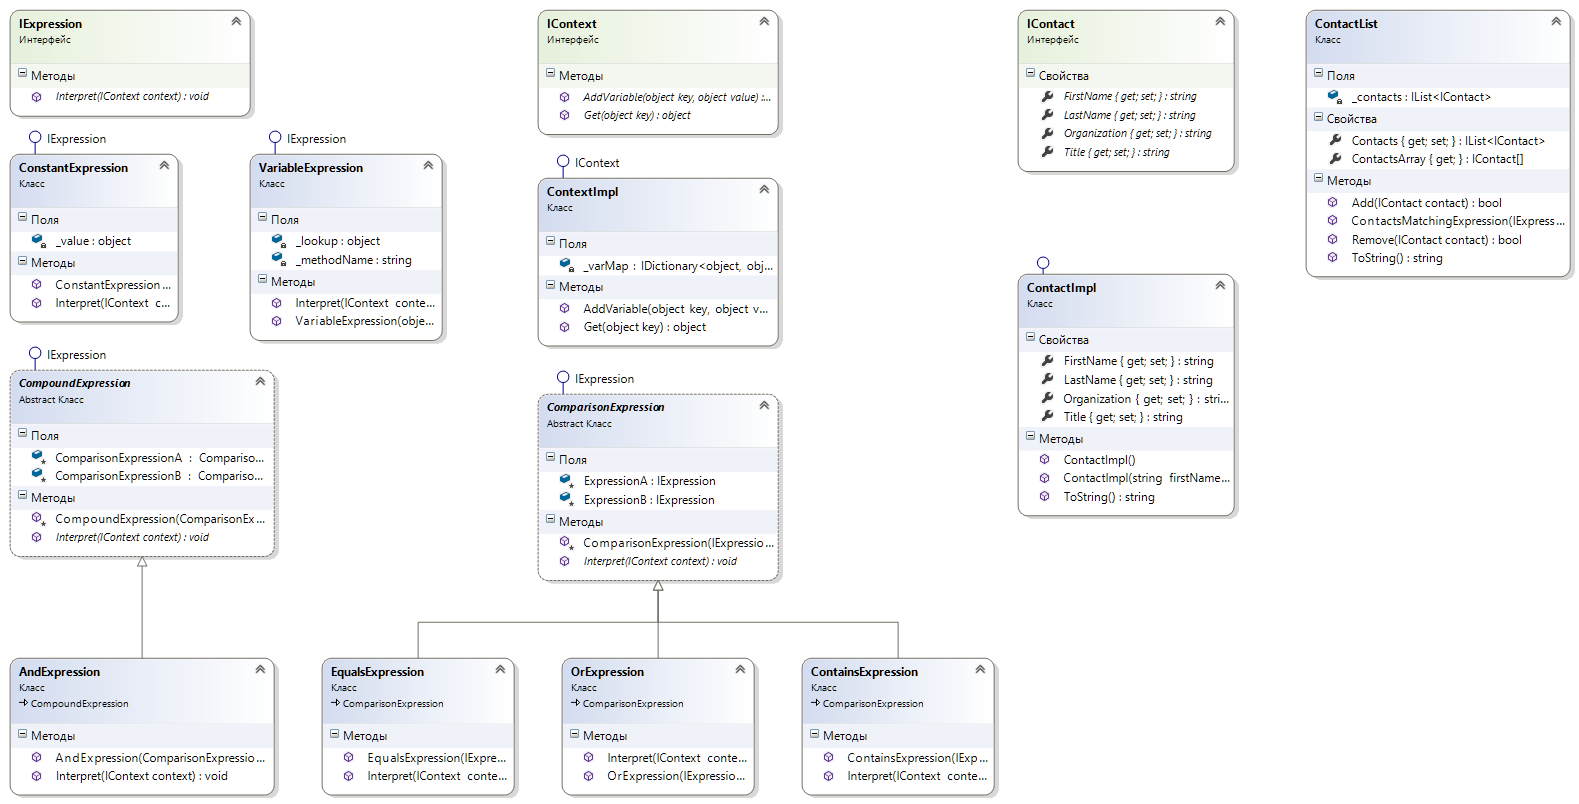 IExpression
Интерфейс
Методы
Interpret(IContext context) : void
IContext
Интерфейс
Методы
AddVariable(object key, object value) :...
Get(object key) : object
IContact
Интерфейс
Свойства
FirstName { get; set; } : string
LastName { get; set; } : string
Organization { get; set; } : string
Title { get; set; } : string
ContactList
Класс
Поля
_contacts : IList<IContact>
Свойства
Contacts { get; set; } : IList<IContact>
ContactsArray { get; } : IContact[]
Методы
Add(IContact contact) : bool
ContactsMatchingExpression(IExpress...
Remove(IContact contact) : bool
ToString() : string
IExpression
ConstantExpression
Класс
Поля
_value : object
Методы
ConstantExpression ...
Interpret(IContext c...
IExpression
VariableExpression
Класс
Поля
_lookup : object
_methodName : string
Методы
Interpret(IContext conte...
VariableExpression(obje...
IContext
ContextImpl
Класс
Поля
_varMap : IDictionary<object, obj...
Методы
AddVariable(object key, object v...
Get(object key) : object
ContactImpl
Класс
Свойства
FirstName { get; set; } : string
LastName { get; set; } : string
Organization { get; set; } : stri...
Title { get; set; } : string
Методы
ContactImpl()
ContactImpl(string firstName...
ToString() : string
IExpression
CompoundExpression
Abstract Класс
Поля
ComparisonExpressionA : Compariso...
ComparisonExpressionB : Compariso...
Методы
CompoundExpression(ComparisonEx...
Interpret(IContext context) : void
IExpression
ComparisonExpression
Abstract Класс
Поля
ExpressionA : IExpression
ExpressionB : IExpression
Методы
ComparisonExpression(IExpressio...
Interpret(IContext context) : void
AndExpression
Класс
CompoundExpression
Методы
AndExpression(ComparisonExpressio...
Interpret(IContext context) : void
EqualsExpression
Класс
ComparisonExpression
Методы
EqualsExpression(IExpre...
Interpret(IContext conte...
OrExpression
Класс
ComparisonExpression
Методы
Interpret(IContext conte...
OrExpression(IExpressio...
ContainsExpression
Класс
ComparisonExpression
Методы
ContainsExpression(IExp...
Interpret(IContext conte...